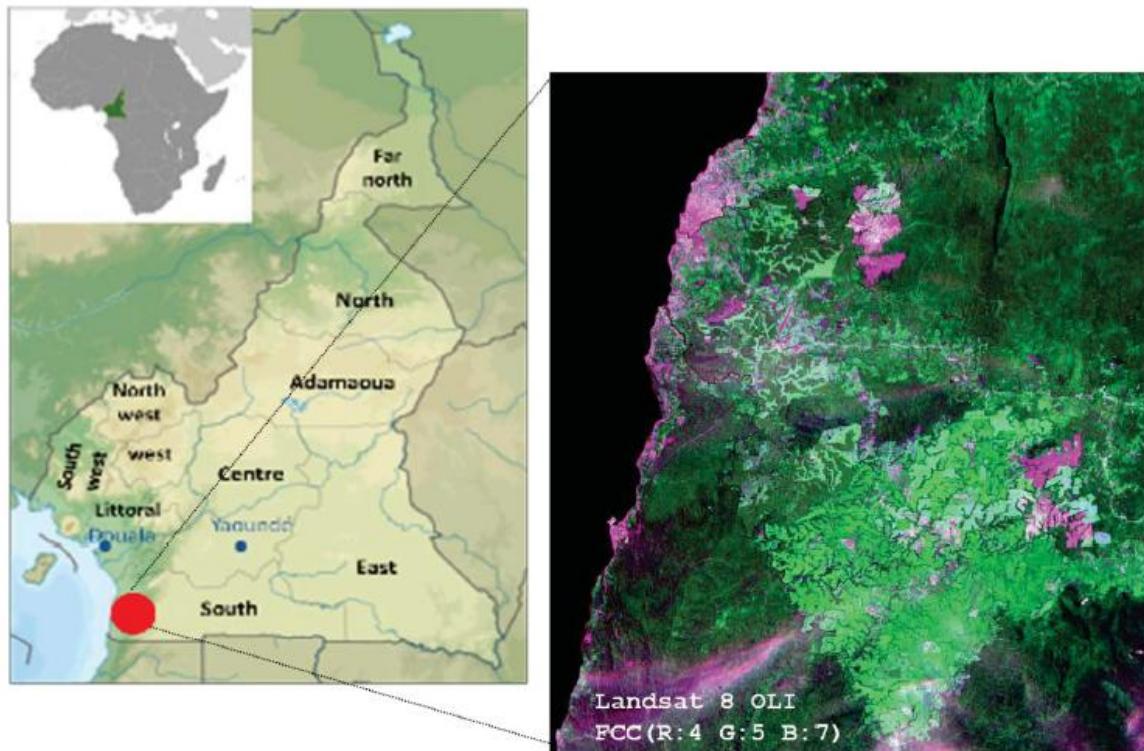 Far
north
North
Adamaoua
North
west
west
South
west
Centre
Littoral
Douala
Yaoundé
East
South
Landsat 8 OLI
FCC(R:4 G:5 B:7)